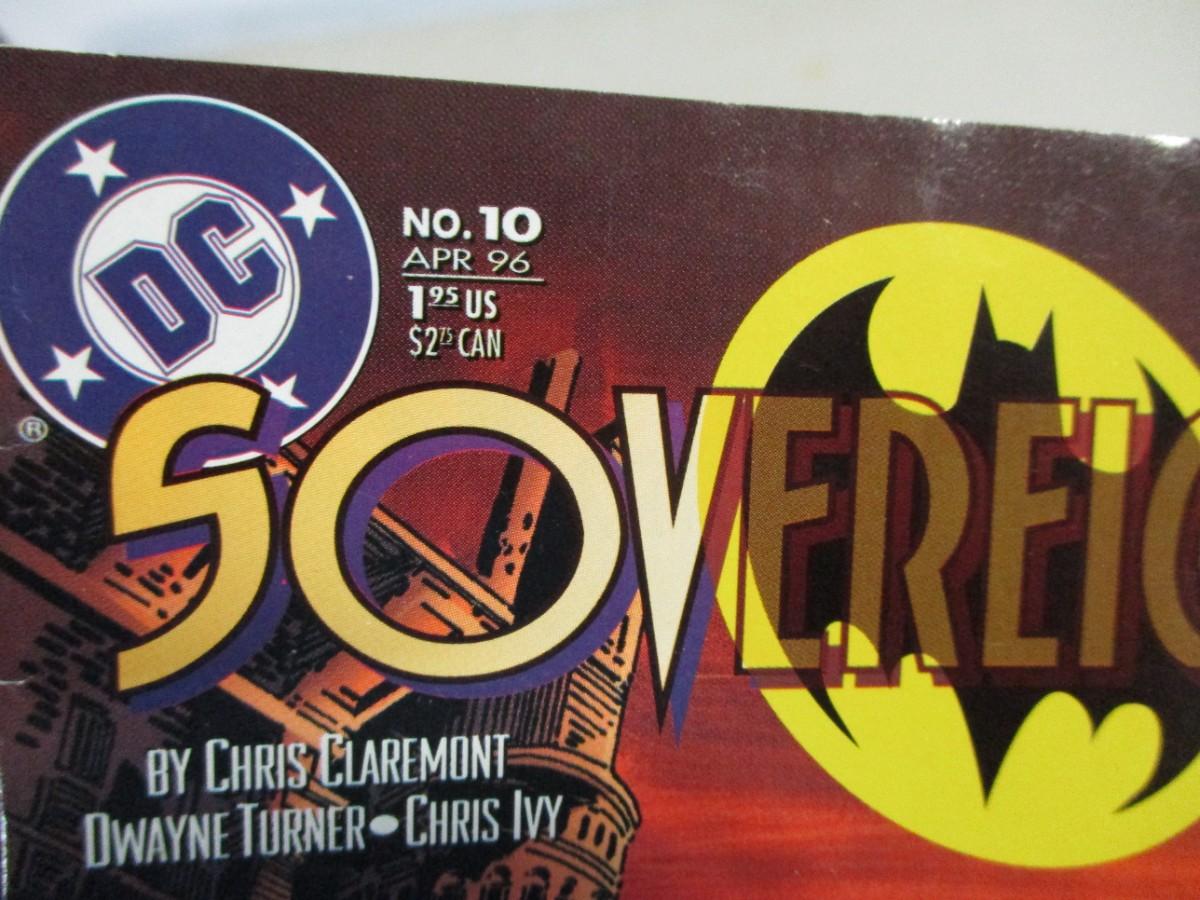 DC
NO. 10
APR 96
1.95 US
$2.75 CAN
®
SOVEREIG
BY CHRIS CLAREMONT
DWAYNE TURNER • CHRIS IVY